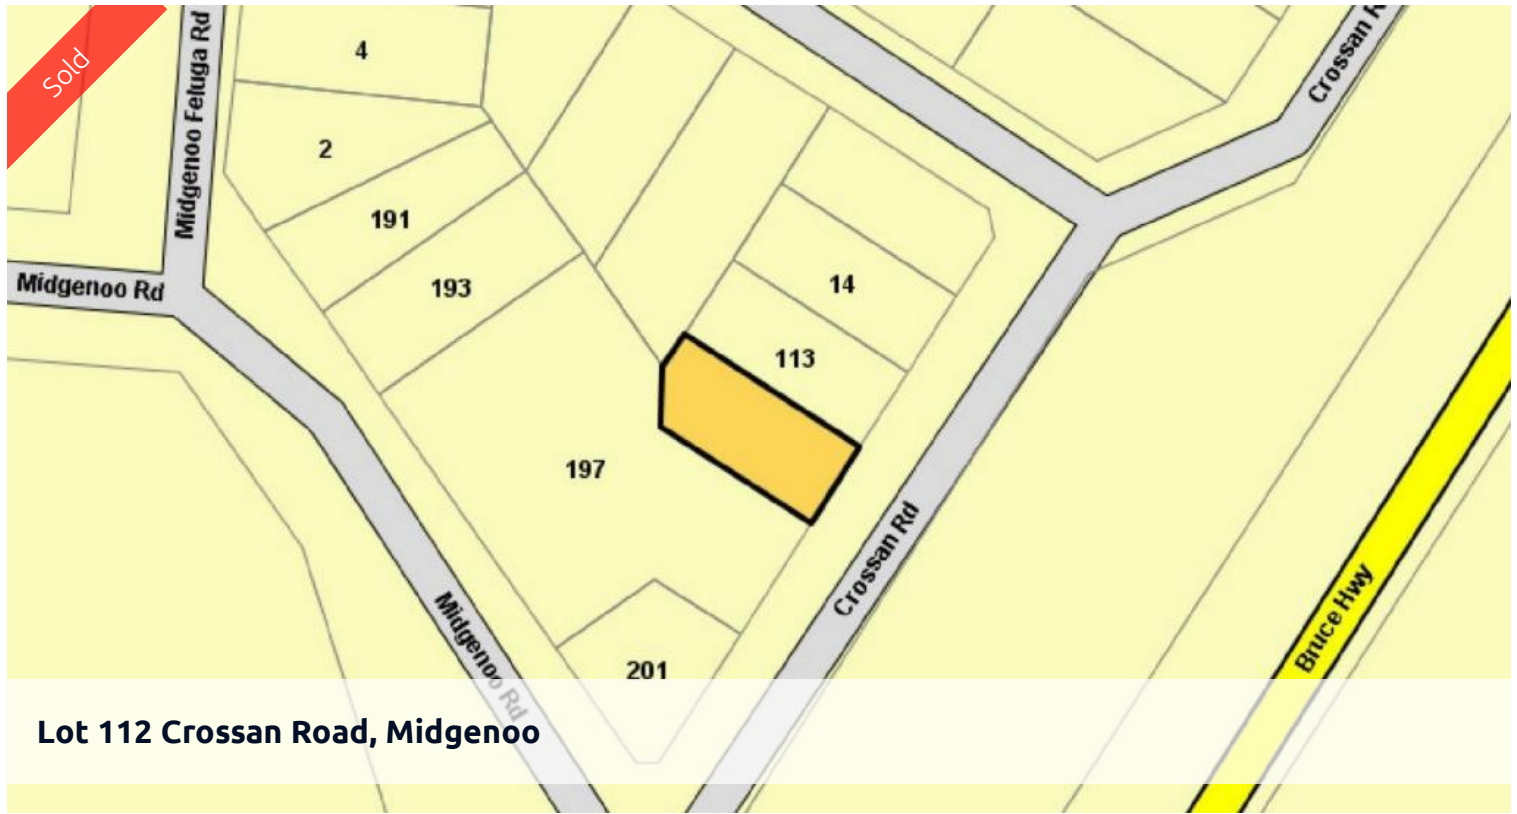 Sold
Midgenoo Feluga Rd
4
Crossan R
2
191
193
Midgenoo Rd
14
113
197
Crossan Rd
Bruce Hwy
Midgenoo Rd
201
Lot 112 Crossan Road, Midgenoo